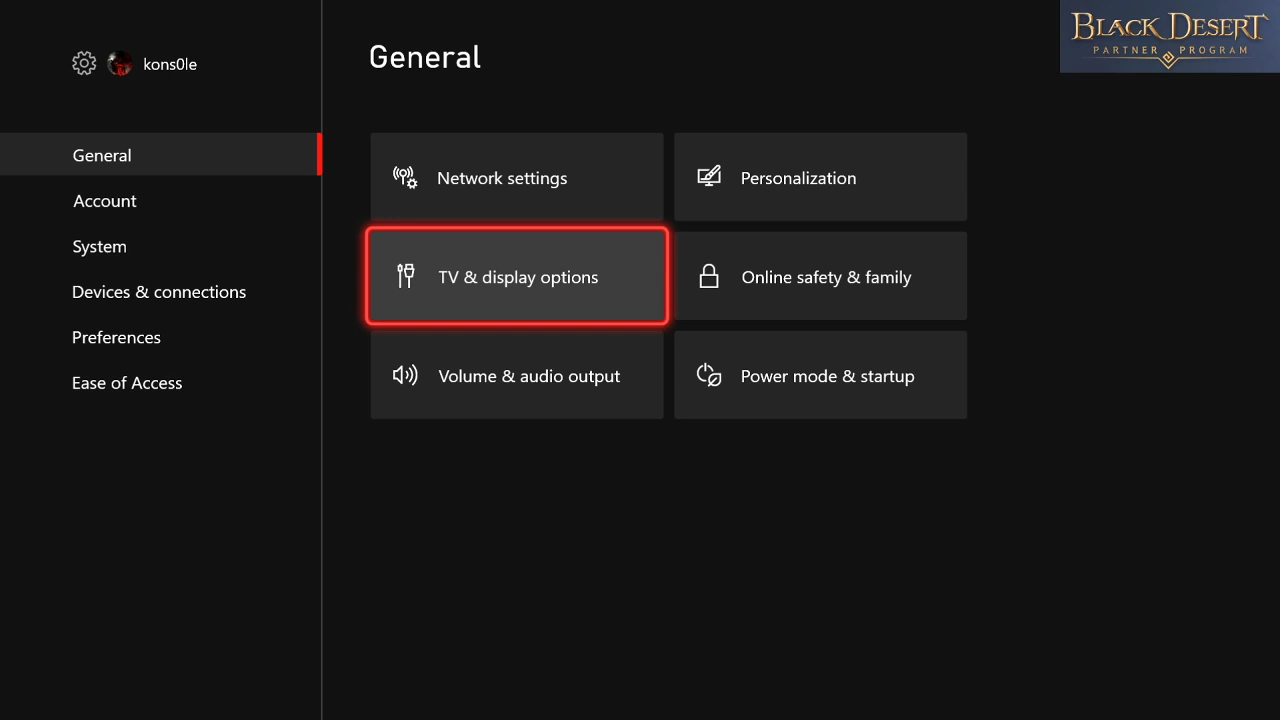 kons0le
General
Account
System
Devices & connections
Preferences
Ease of Access
General
Network settings
Personalization
TV & display options
Online safety & family
Volume & audio output
Power mode & startup
BLACK DESERT
PARTNER PROGRAM